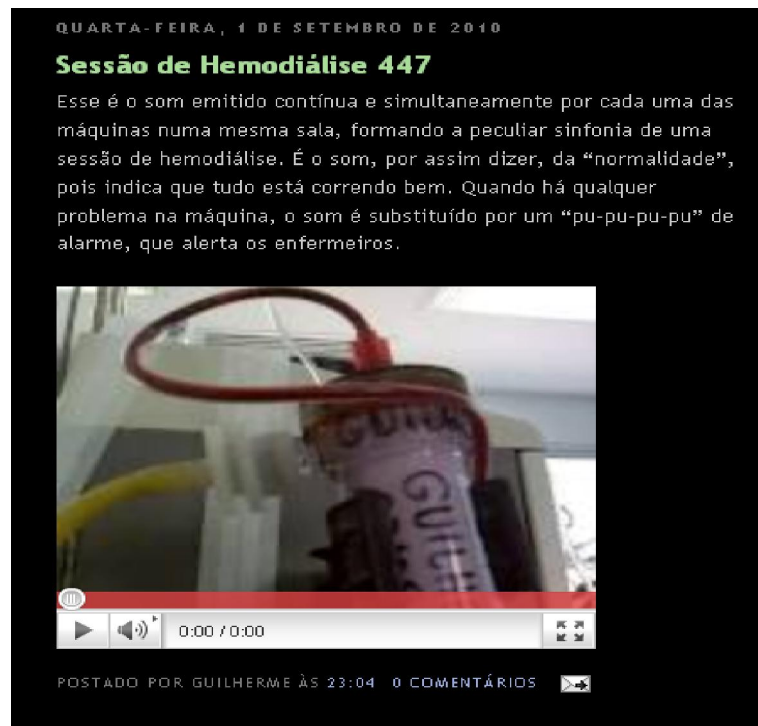 QUARTA-FEIRA, 1 DE SETEMBRO DE 2010
Sessão de Hemodiálise 447
Esse é o som emitido contínua e simultaneamente por cada uma das
máquinas numa mesma sala, formando a peculiar sinfonia de uma
sessão de hemodiálise. É o som, por assim dizer, da “normalidade”,
pois indica que tudo está correndo bem. Quando há qualquer
problema na máquina, o som é substituído por um “pu-pu-pu-pu” de
alarme, que alerta os enfermeiros.
0:00 / 0:00
POSTADO POR GUILHERME ÀS 23:04 0 COMENTÁRIOS